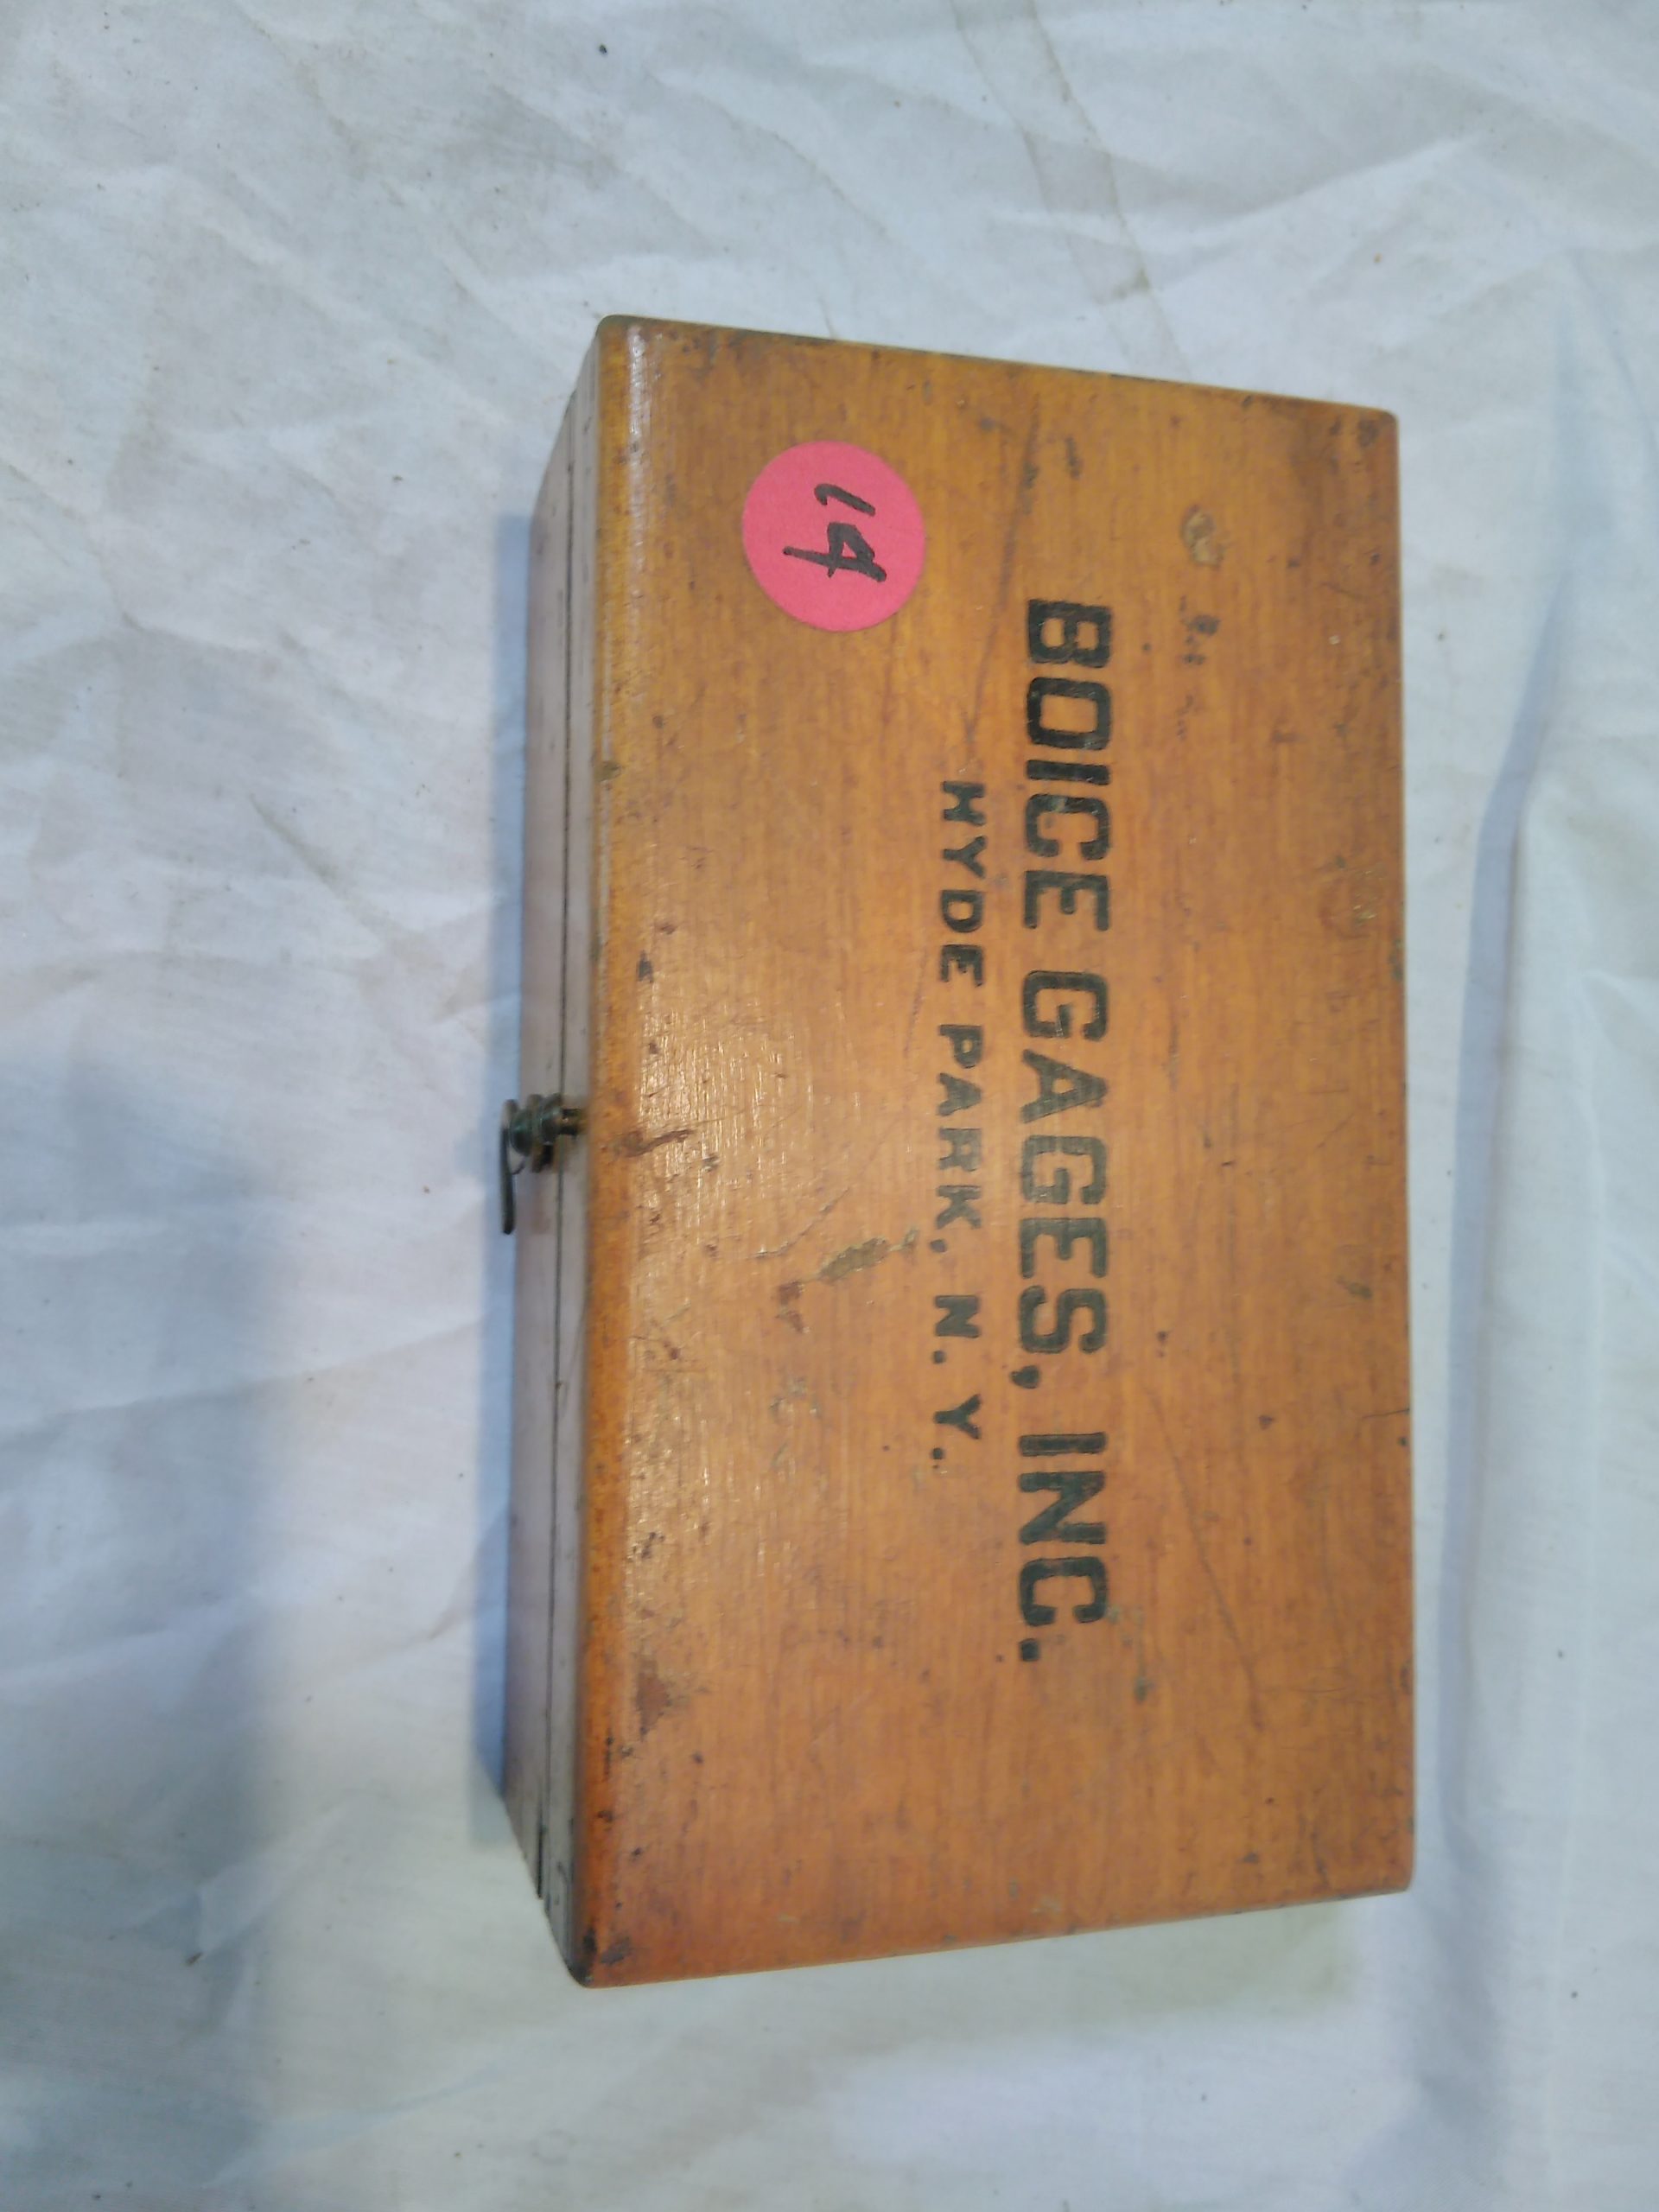 BOICE GAGES, INC.
HYDE PARK, N. Y.
14